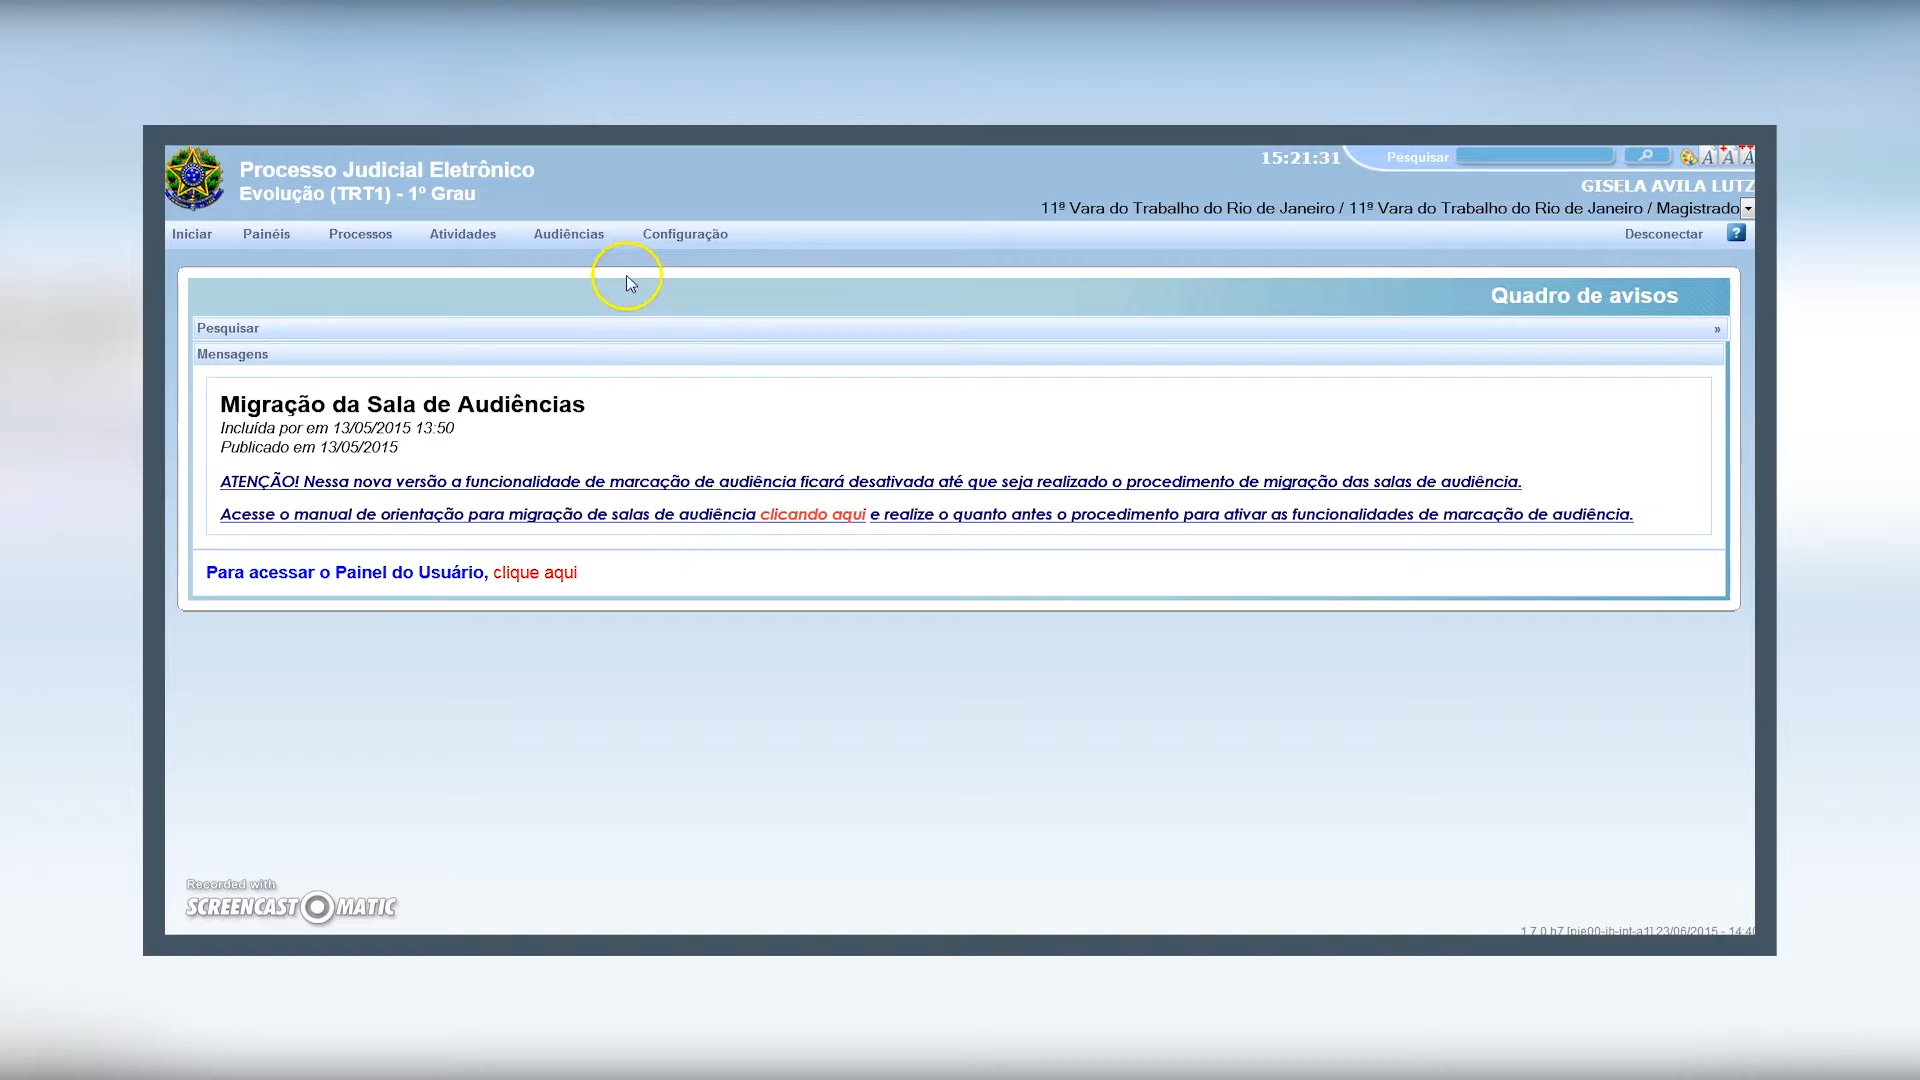 Processo Judicial Eletrônico
Evolução (TRT1) - 1º Grau
15:21:31
Pesquisar
A A A
GISELA AVILA LUTZ
11ª Vara do Trabalho do Rio de Janeiro / 11ª Vara do Trabalho do Rio de Janeiro / Magistrado
Iniciar Painéis Processos Atividades Audiências Configuração Desconectar ?
Quadro de avisos
Pesquisar »
Mensagens
Migração da Sala de Audiências
Incluída por em 13/05/2015 13:50
Publicado em 13/05/2015
ATENÇÃO! Nessa nova versão a funcionalidade de marcação de audiência ficará desativada até que seja realizado o procedimento de migração das salas de audiência.
Acesse o manual de orientação para migração de salas de audiência clicando aqui e realize o quanto antes o procedimento para ativar as funcionalidades de marcação de audiência.
Para acessar o Painel do Usuário, clique aqui
Recorded with
SCREENCAST MATIC
23/06/2015 -